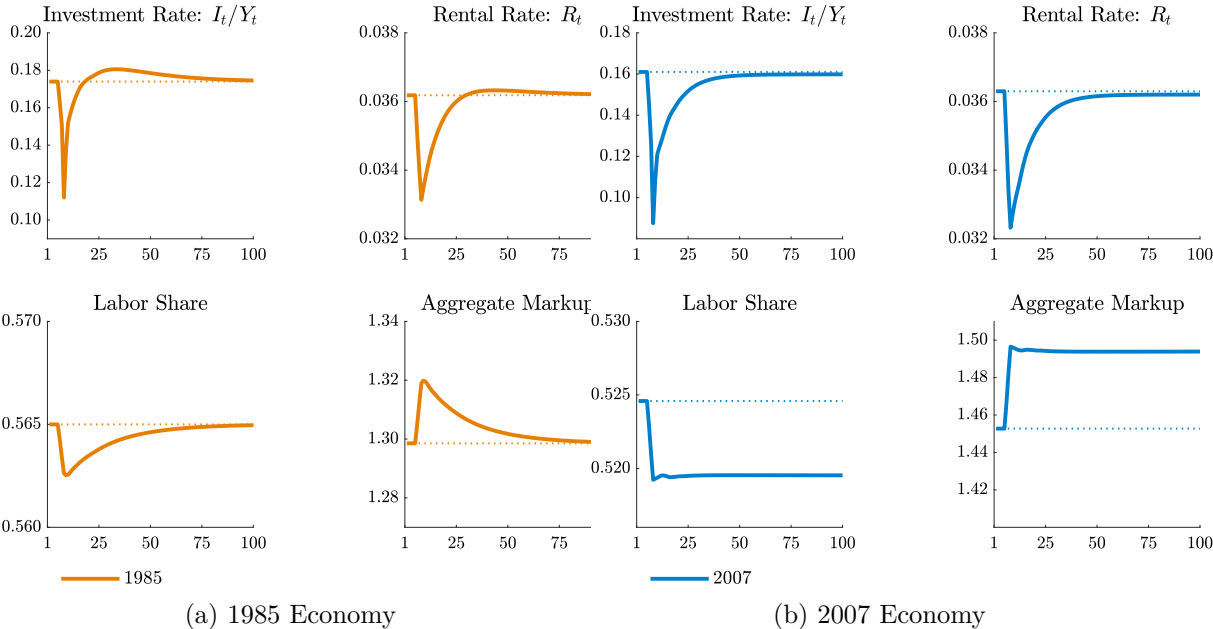 Investment Rate: I_t/Y_t
0.20
0.18
0.16
0.14
0.12
0.10
1 25 50 75 100
Rental Rate: R_t
0.038
0.036
0.034
0.032
1 25 50 75
Labor Share
0.570
0.565
0.560
1 25 50 75 100
Aggregate Markup
1.34
1.32
1.30
1.28
1 25 50 75
1985
(a) 1985 Economy
Investment Rate: I_t/Y_t
0.18
0.16
0.14
0.12
0.10
1 25 50 75 100
Rental Rate: R_t
0.038
0.036
0.034
0.032
1 25 50 75 100
Labor Share
0.530
0.525
0.520
1 25 50 75 100
Aggregate Markup
1.50
1.48
1.46
1.44
1.42
1 25 50 75 100
2007
(b) 2007 Economy